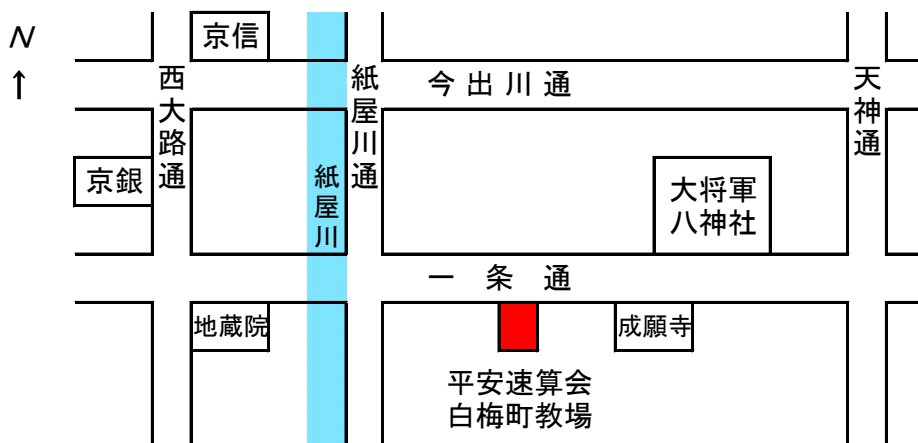 N
京信
西大路通
紙屋川通
今出川通
天神通
京銀
紙屋川
大将軍
八神社
一条通
地蔵院
成願寺
平安速算会
白梅町教場